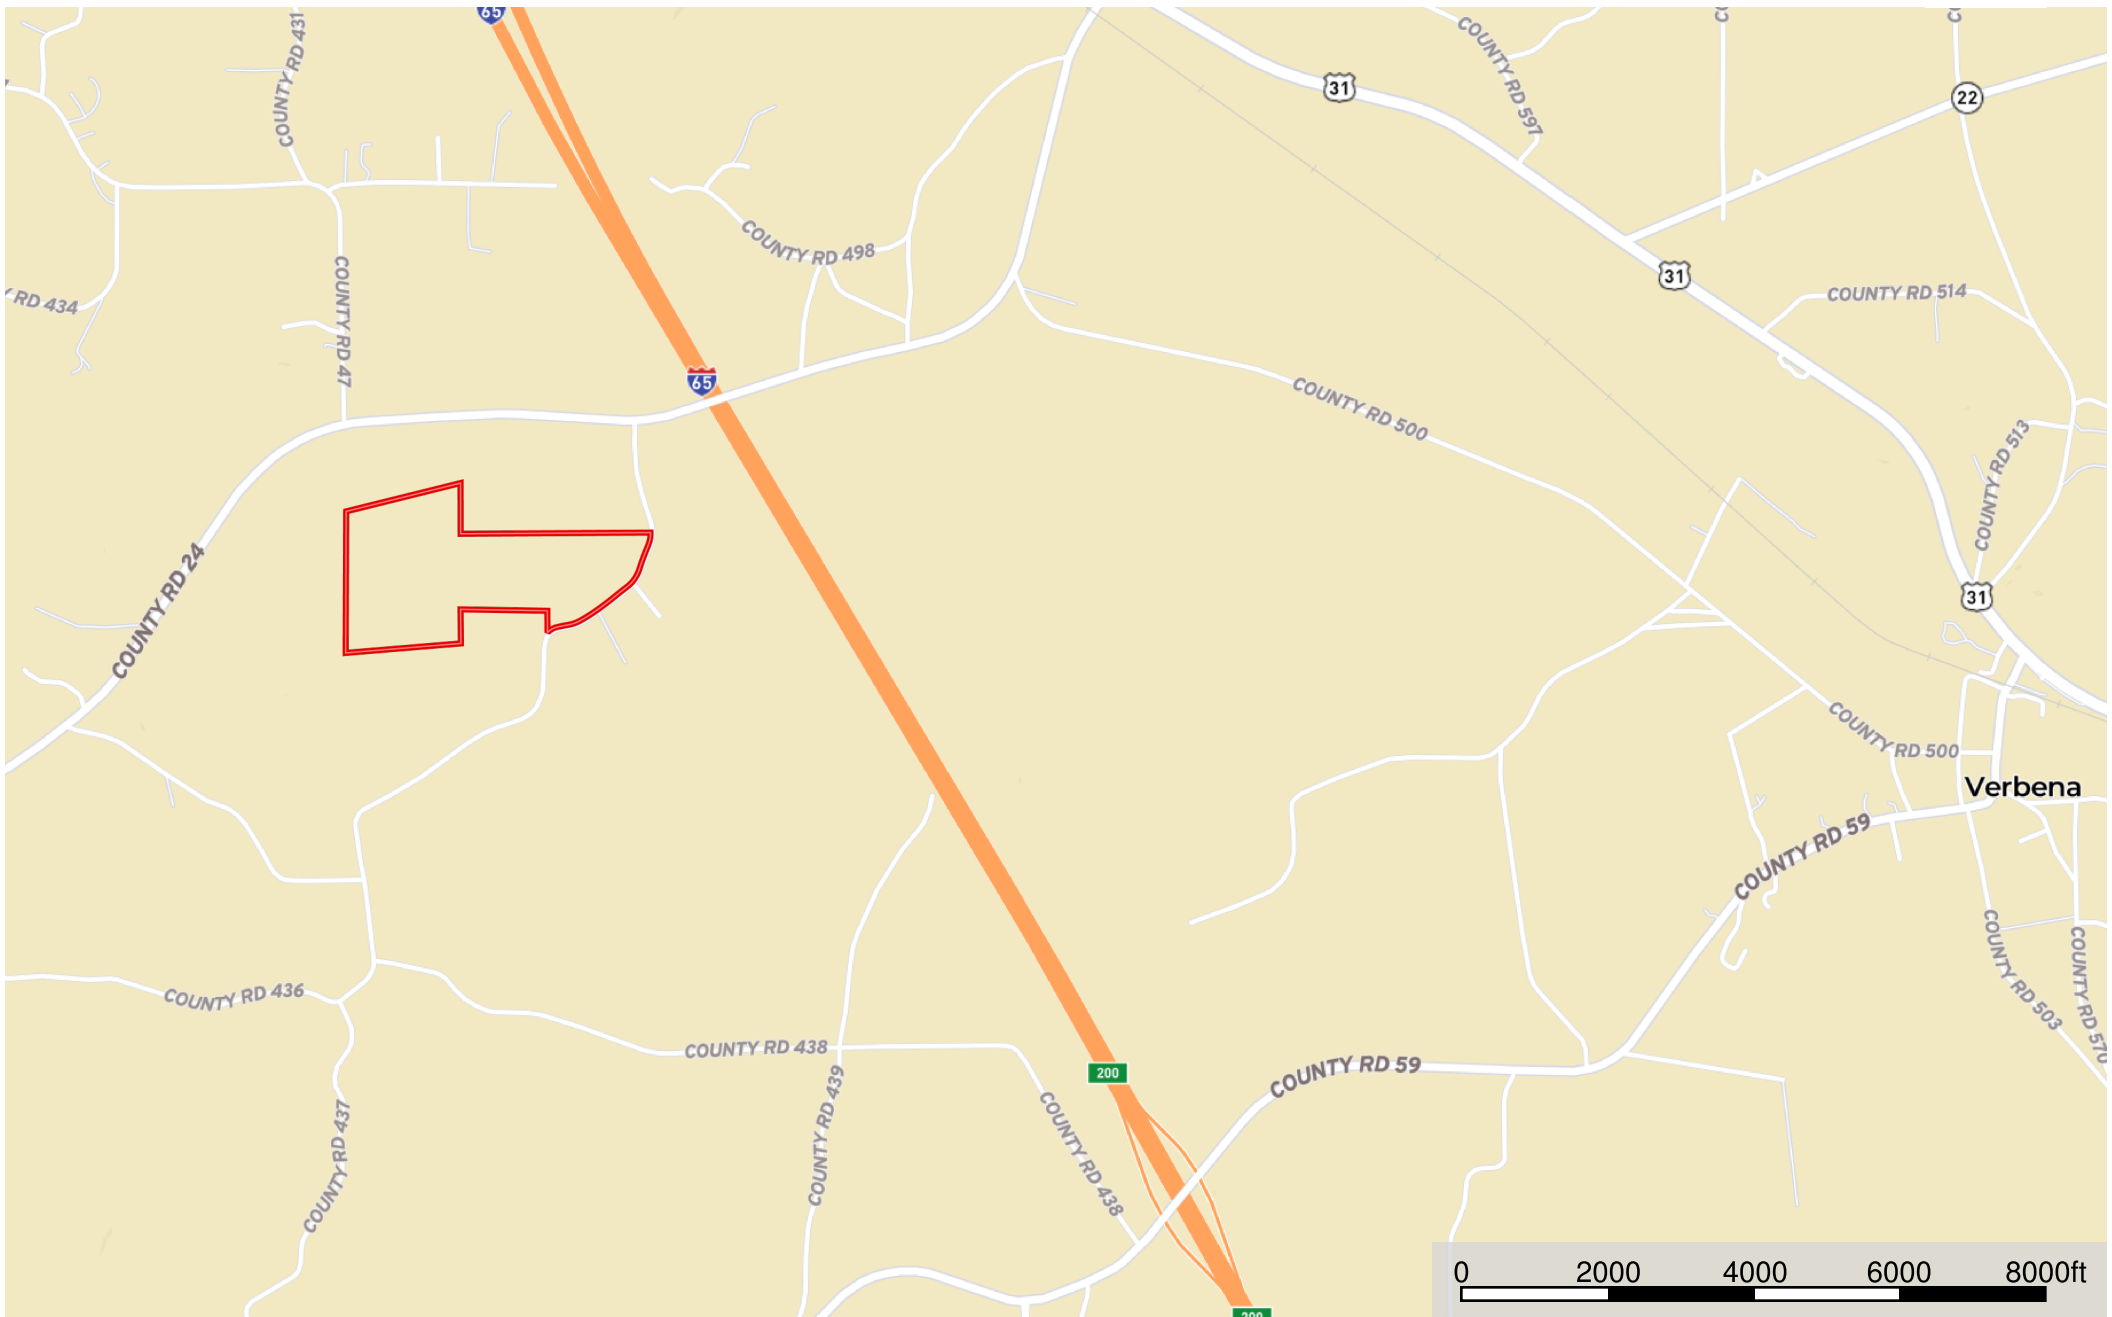 65
COUNTY RD 431
COUNTY RD 597
31
22
COUNTY RD 498
COUNTY RD 47
RD 434
31
COUNTY RD 514
65
COUNTY RD 500
COUNTY RD 513
COUNTY RD 24
31
COUNTY RD 500
Verbena
COUNTY RD 59
COUNTY RD 436
COUNTY RD 503
COUNTY RD 570
COUNTY RD 438
200
COUNTY RD 59
COUNTY RD 439
COUNTY RD 437
COUNTY RD 438
0 2000 4000 6000 8000ft
200